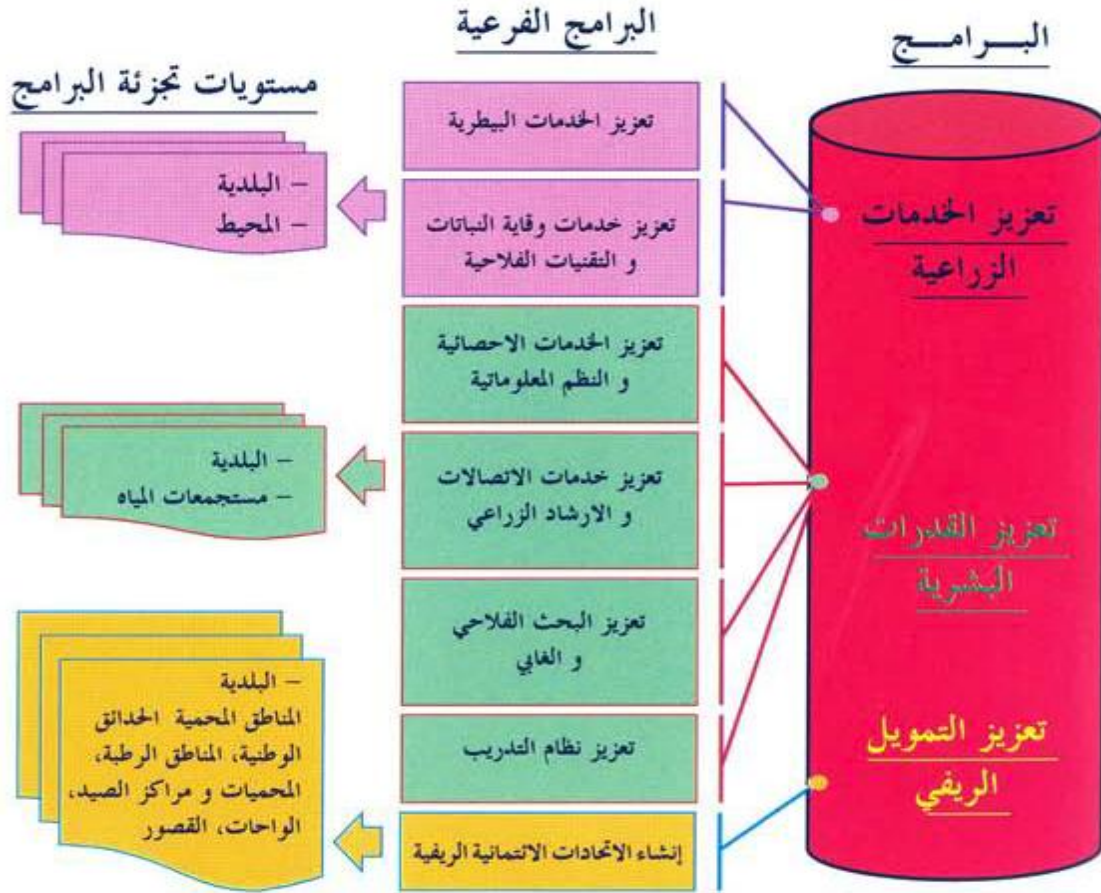 البرامج
البرامج الفرعية
مستويات تجزئة البرامج
تعزيز الخدمات
الزراعية
تعزيز القدرات
البشرية
تعزيز التمويل
الريفي
تعزيز الخدمات البيطرية
تعزيز خدمات وقاية النباتات
و التقنيات الفلاحية
تعزيز الخدمات الاحصائية
و النظم المعلوماتية
تعزيز خدمات الاتصالات
و الارشاد الزراعي
تعزيز البحث الفلاحي
و الغابي
تعزيز نظام التدريب
إنشاء الاتحادات الائتمانية الريفية
– البلدية
– المحيط
– البلدية
– مستجمعات المياه
– البلدية
المناطق المحمية الحدائق
الوطنية، المناطق الرطبة،
المحميات و مراكز الصيد،
الواحات، القصور